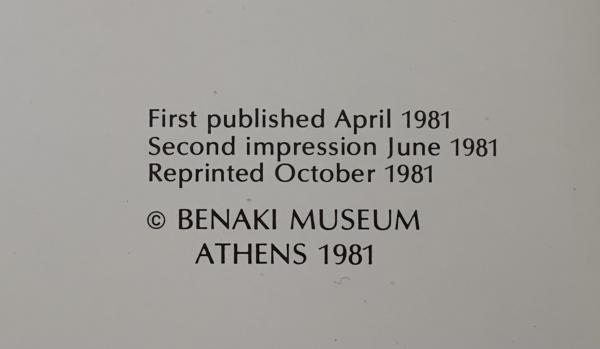 First published April 1981
Second impression June 1981
Reprinted October 1981
© BENAKI MUSEUM
ATHENS 1981